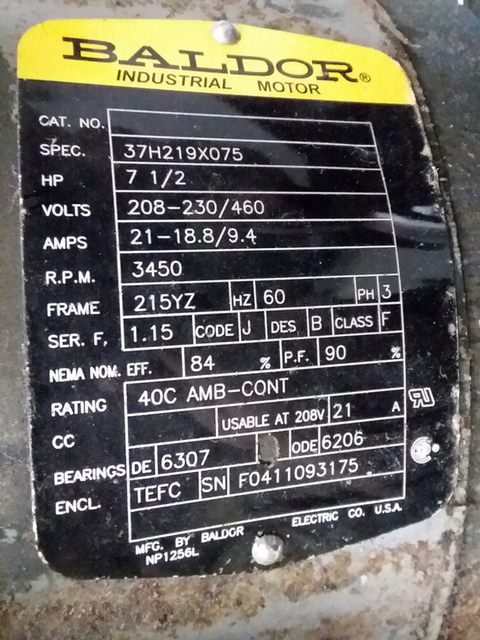 BALDOR®
INDUSTRIAL MOTOR
CAT. NO.
SPEC. 37H219X075
HP 7 1/2
VOLTS 208-230/460
AMPS 21-18.8/9.4
R.P.M. 3450
FRAME 215YZ HZ 60 PH 3
SER. F. 1.15 CODE J DES B CLASS F
NEMA NOM. EFF. 84 % P.F. 90 %
RATING 40C AMB-CONT
CC USABLE AT 208V 21 A
BEARINGS DE 6307 ODE 6206
ENCL. TEFC SN F0411093175
MFG. BY BALDOR ELECTRIC CO. U.S.A.
NP1256L